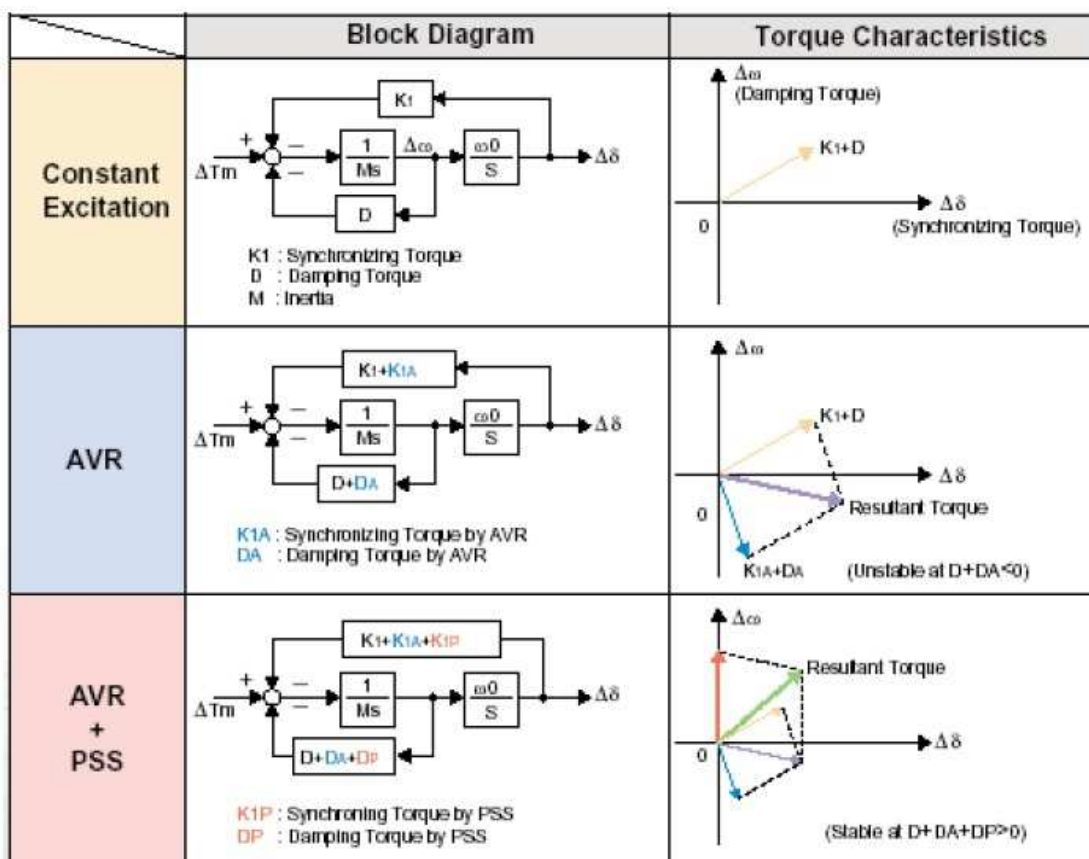 Block Diagram
Torque Characteristics
Constant
Excitation
K1
+
−
−
ΔTm
1
Ms
Δω
ω0
S
Δδ
D
K1 : Synchronizing Torque
D : Damping Torque
M : Inertia
Δω
(Damping Torque)
K1+D
Δδ
0
(Synchronizing Torque)
AVR
K1+K1A
+
−
−
ΔTm
1
Ms
ω0
S
Δδ
D+DA
K1A : Synchronizing Torque by AVR
DA : Damping Torque by AVR
Δω
K1+D
Δδ
0
Resultant Torque
K1A+DA
(Unstable at D+DA<0)
AVR
+
PSS
K1+K1A+K1P
+
−
−
ΔTm
1
Ms
ω0
S
Δδ
D+DA+DP
K1P : Synchroning Torque by PSS
DP : Damping Torque by PSS
Δω
Resultant Torque
0
Δδ
(Stable at D+DA+DP>0)